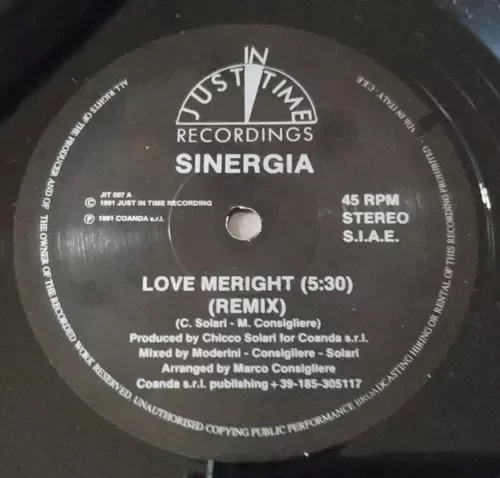 JUST IN TIME
RECORDINGS
SINERGIA
JIT 007 A
© 1991 JUST IN TIME RECORDING
℗ 1991 COANDA s.r.l.
45 RPM
STEREO
S.I.A.E.
LOVE MERIGHT (5:30)
(REMIX)
(C. Solari - M. Consigliere)
Produced by Chicco Solari for Coanda s.r.l.
Mixed by Moderini - Consigliere - Solari
Arranged by Marco Consigliere
Coanda s.r.l. publishing +39-185-305117
ALL RIGHTS OF THE PRODUCER AND OF THE OWNER OF THE RECORDED WORK RESERVED. UNAUTHORISED COPYING PUBLIC PERFORMANCE BROADCASTING HIRING OR RENTAL OF THIS RECORDING PROHIBITED. ITALY